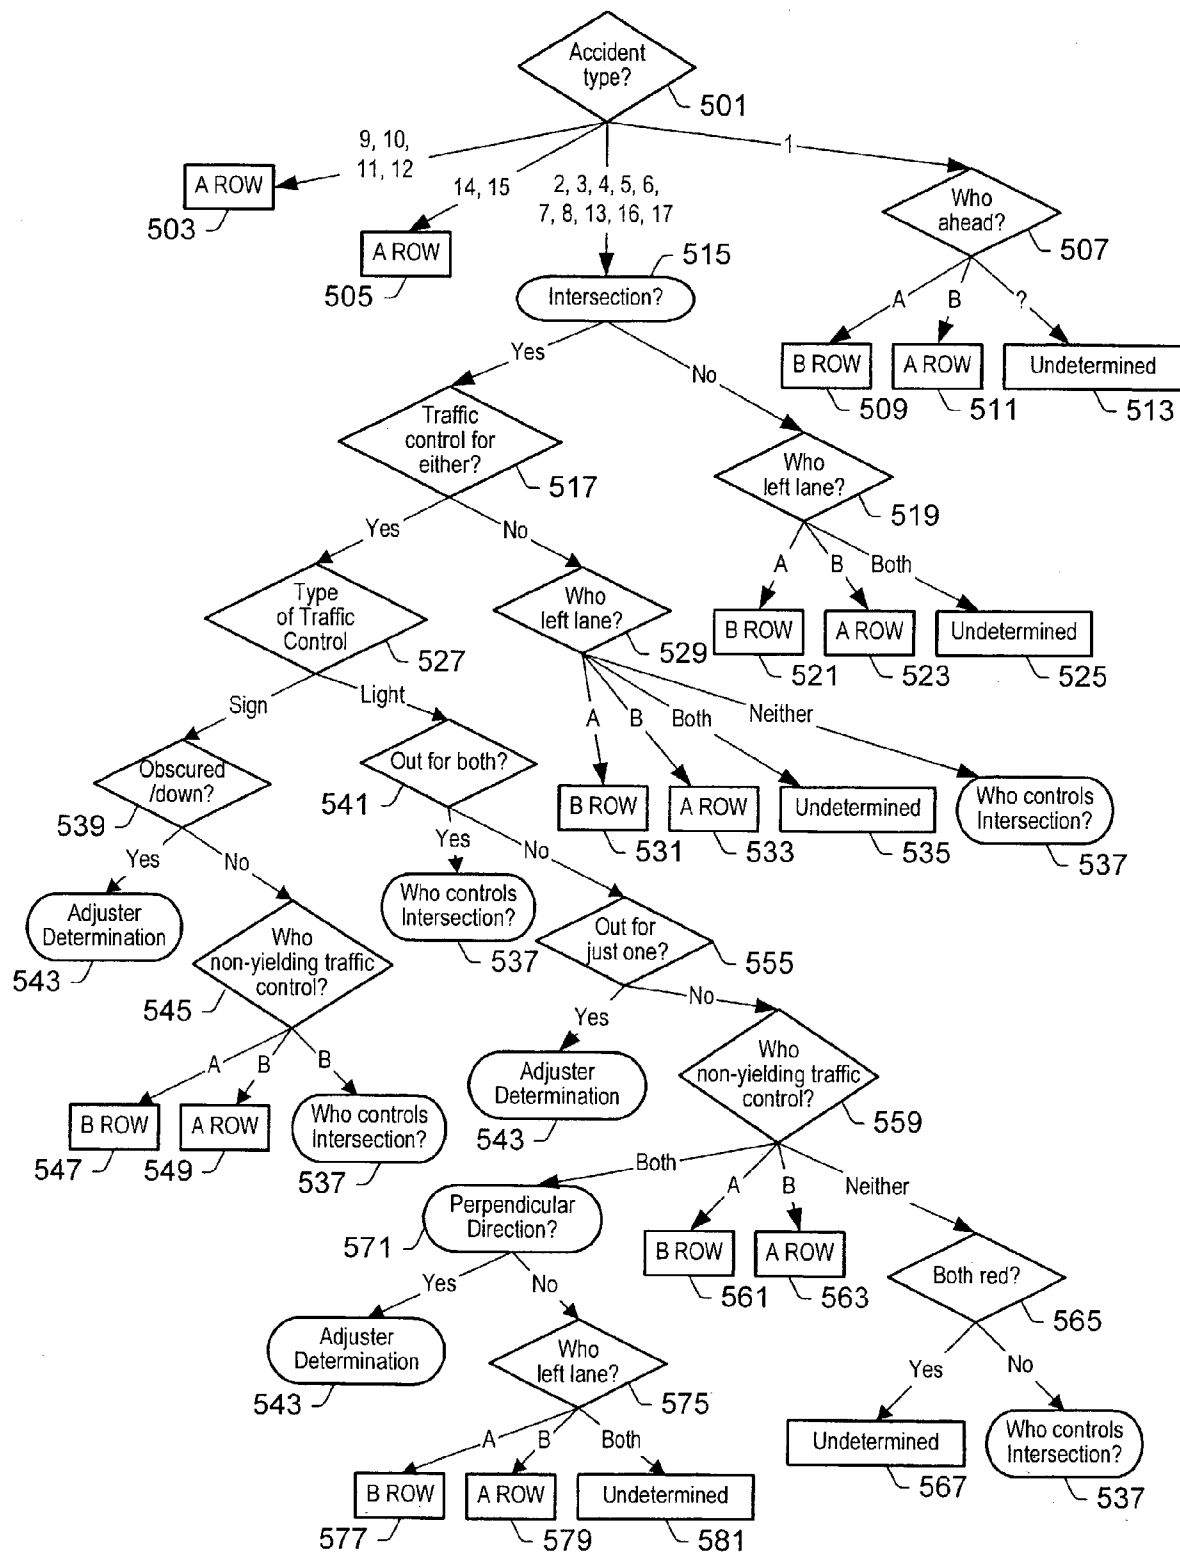 Accident
type?
501
9, 10,
11, 12
14, 15
2, 3, 4, 5, 6,
7, 8, 13, 16, 17
1
A ROW
503
A ROW
505
Who
ahead?
507
515
Intersection?
A
B
?
B ROW
509
A ROW
511
Undetermined
513
Yes
No
Traffic
control for
either?
517
Who
left lane?
519
Yes
No
A
B
Both
Type
of Traffic
Control
527
Who
left lane?
529
B ROW
521
A ROW
523
Undetermined
525
Sign
Light
A
B
Both
Neither
Obscured
/down?
539
Out for both?
541
B ROW
531
A ROW
533
Undetermined
535
Who controls
Intersection?
537
Yes
No
Yes
No
Adjuster
Determination
543
Who
non-yielding traffic
control?
545
Who controls
Intersection?
537
Out for
just one?
555
Yes
No
A
B
B
Adjuster
Determination
543
Who
non-yielding traffic
control?
559
B ROW
547
A ROW
549
Who controls
Intersection?
537
Both
A
B
Neither
Perpendicular
Direction?
571
B ROW
561
A ROW
563
Both red?
565
Yes
No
Adjuster
Determination
543
Who
left lane?
575
Yes
No
A
B
Both
Undetermined
567
Who controls
Intersection?
537
B ROW
577
A ROW
579
Undetermined
581